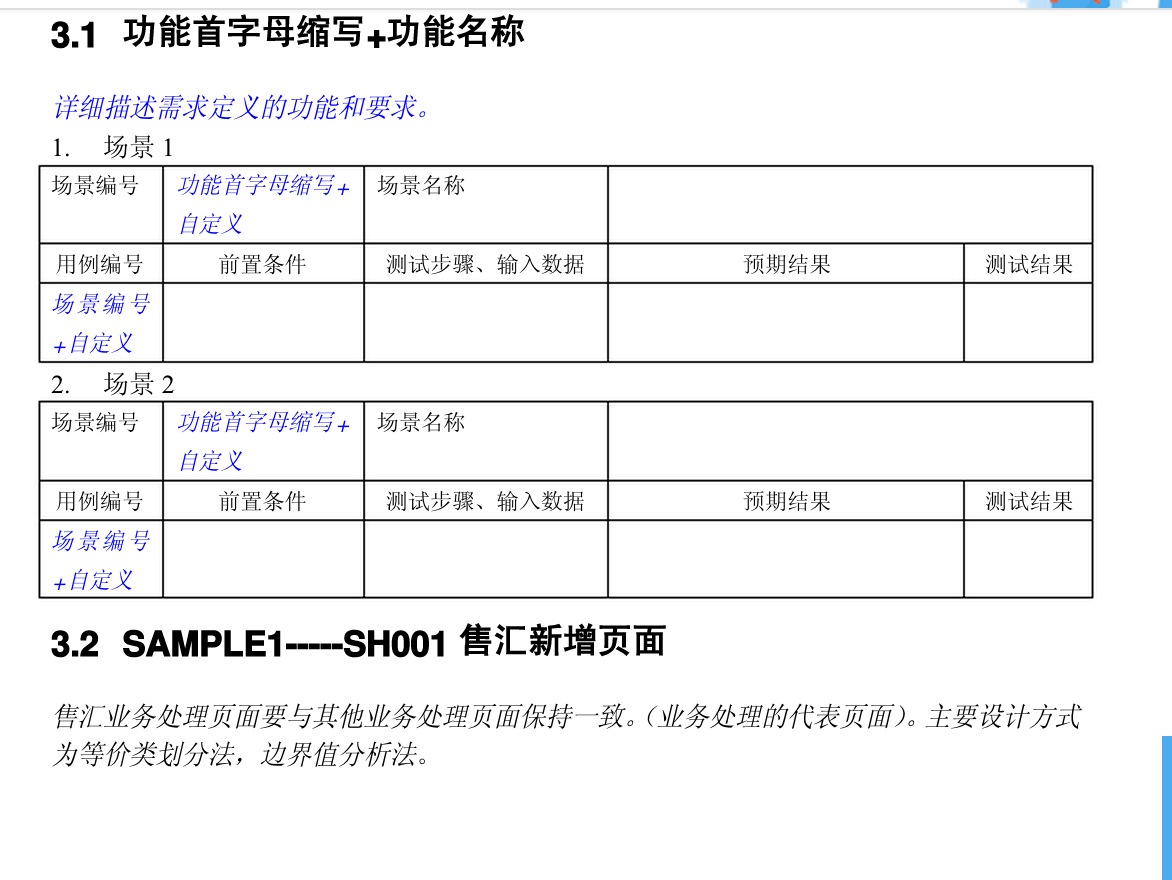 3.1 功能首字母缩写+功能名称
详细描述需求定义的功能和要求。
1. 场景 1
场景编号 功能首字母缩写+ 场景名称
自定义
用例编号 前置条件 测试步骤、输入数据 预期结果 测试结果
场景编号
+自定义
2. 场景 2
场景编号 功能首字母缩写+ 场景名称
自定义
用例编号 前置条件 测试步骤、输入数据 预期结果 测试结果
场景编号
+自定义
3.2 SAMPLE1-----SH001 售汇新增页面
售汇业务处理页面要与其他业务处理页面保持一致。（业务处理的代表页面）。主要设计方式
为等价类划分法，边界值分析法。